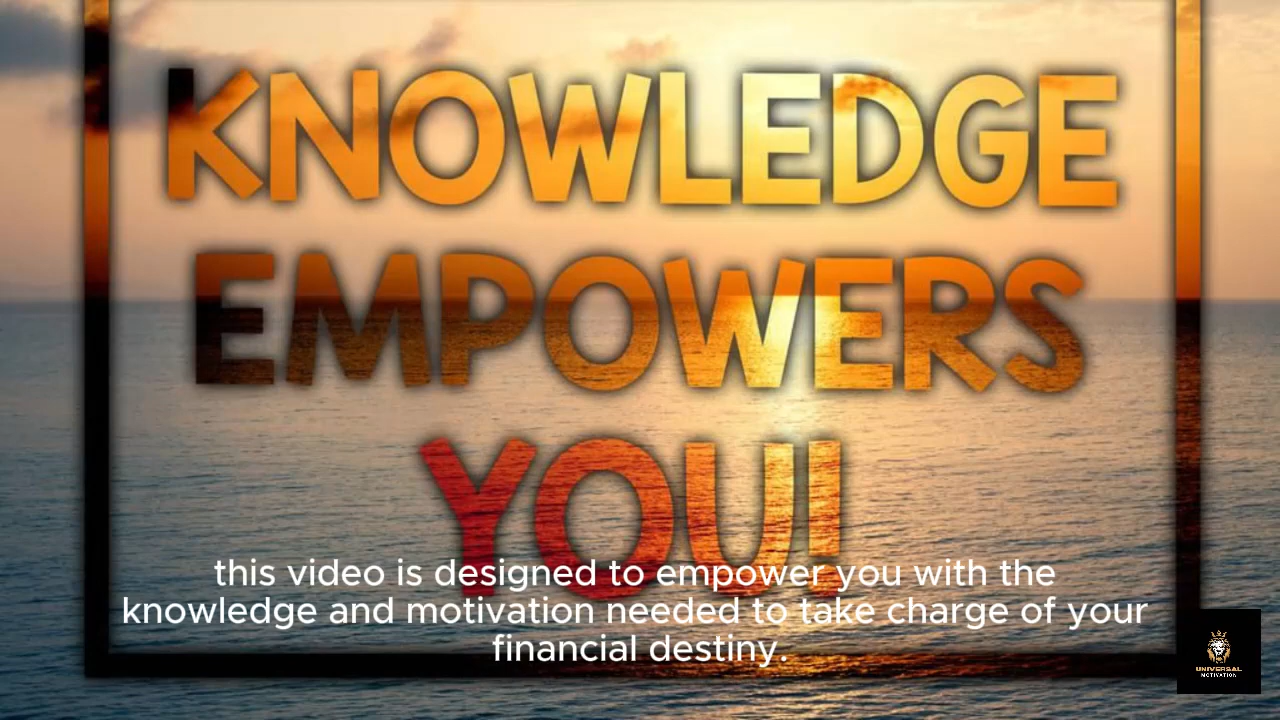 KNOWLEDGE
EMPOWERS
YOU!
this video is designed to empower you with the
knowledge and motivation needed to take charge of your
financial destiny.
UNIVERSAL
MOTIVATION